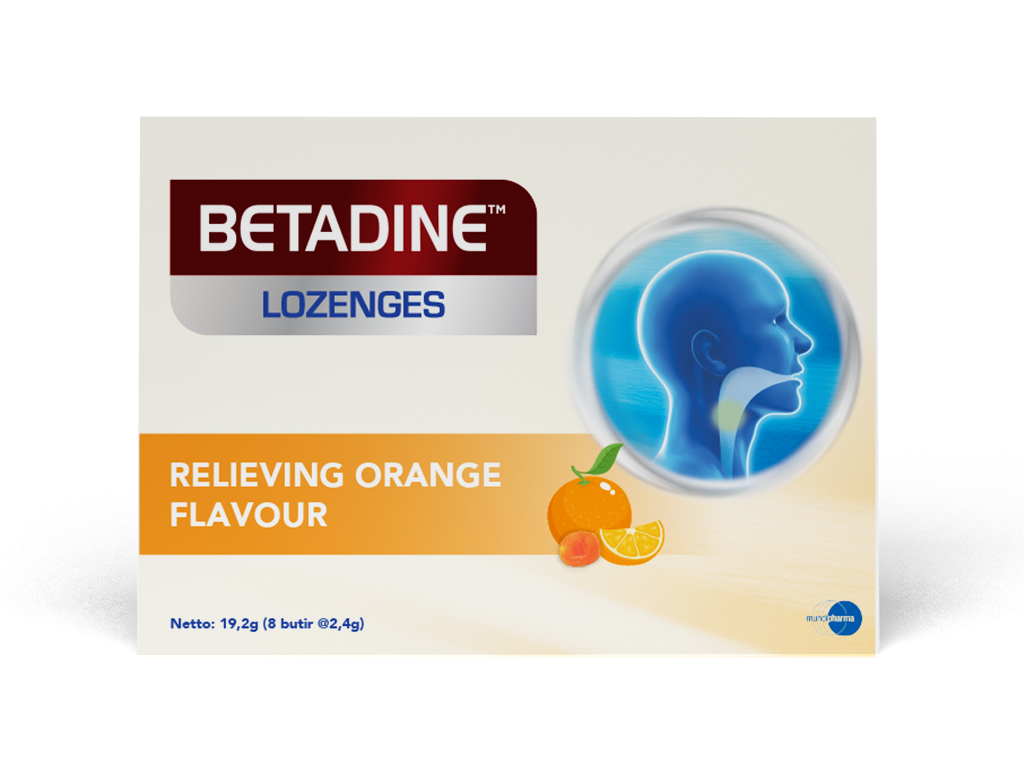 BETADINE™
LOZENGES
RELIEVING ORANGE
FLAVOUR
Netto: 19,2g (8 butir @2,4g)
mundipharma